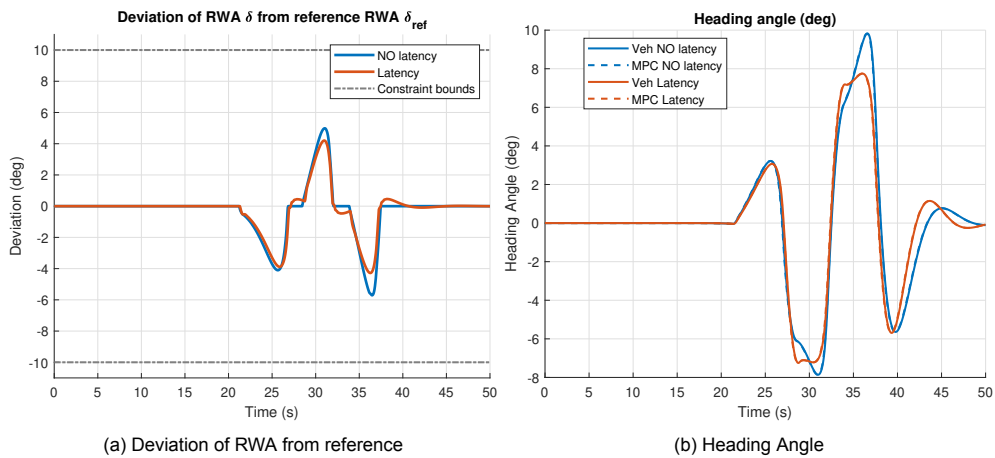 Deviation of RWA δ from reference RWA δref
10
8
6
4
2
0
-2
-4
-6
-8
-10
Deviation (deg)
NO latency
Latency
Constraint bounds
0 5 10 15 20 25 30 35 40 45 50
Time (s)
(a) Deviation of RWA from reference
Heading angle (deg)
10
8
6
4
2
0
-2
-4
-6
-8
Heading Angle (deg)
Veh NO latency
MPC NO latency
Veh Latency
MPC Latency
0 5 10 15 20 25 30 35 40 45 50
Time (s)
(b) Heading Angle